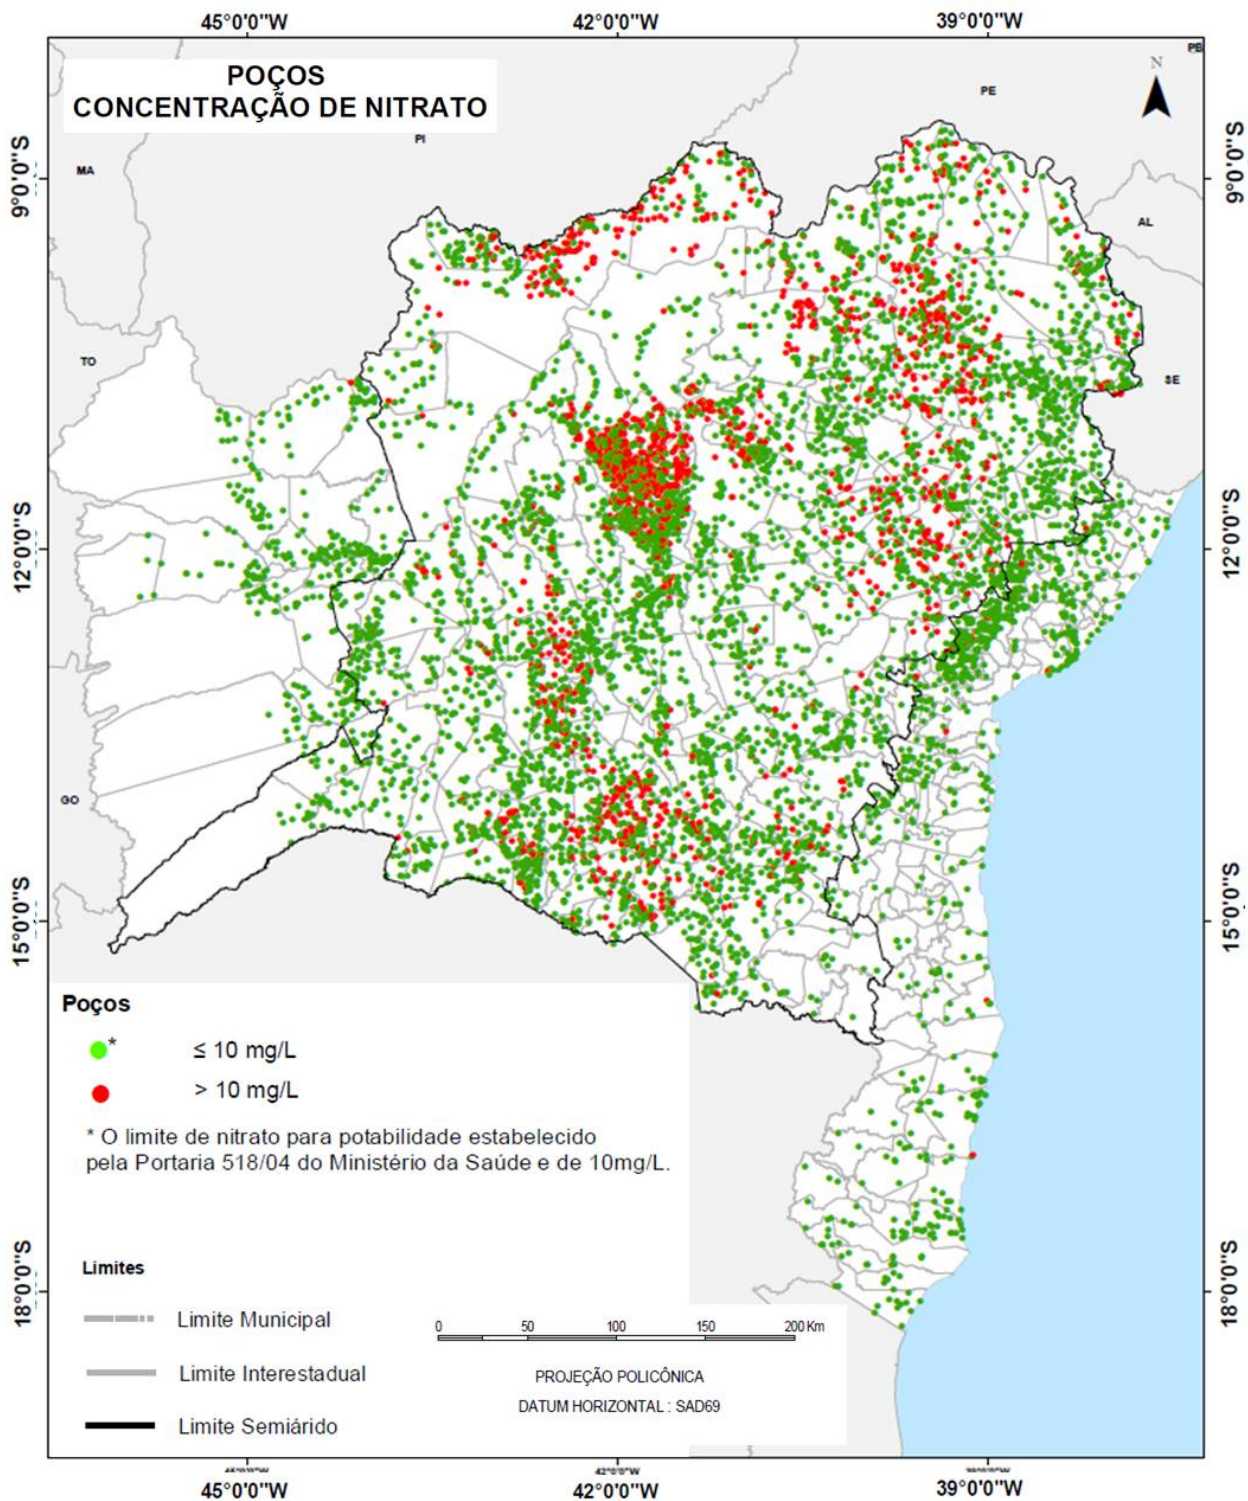 45°0'0"W 42°0'0"W 39°0'0"W
POÇOS
CONCENTRAÇÃO DE NITRATO
N
PB
PE
PI
MA
AL
TO
SE
GO
9°0'0"S
9°0'0"S
12°0'0"S
12°0'0"S
15°0'0"S
15°0'0"S
18°0'0"S
18°0'0"S
Poços
* ≤ 10 mg/L
> 10 mg/L
* O limite de nitrato para potabilidade estabelecido
pela Portaria 518/04 do Ministério da Saúde e de 10mg/L.
Limites
Limite Municipal
Limite Interestadual
Limite Semiárido
0 50 100 150 200 Km
PROJEÇÃO POLICÔNICA
DATUM HORIZONTAL : SAD69
45°0'0"W 42°0'0"W 39°0'0"W